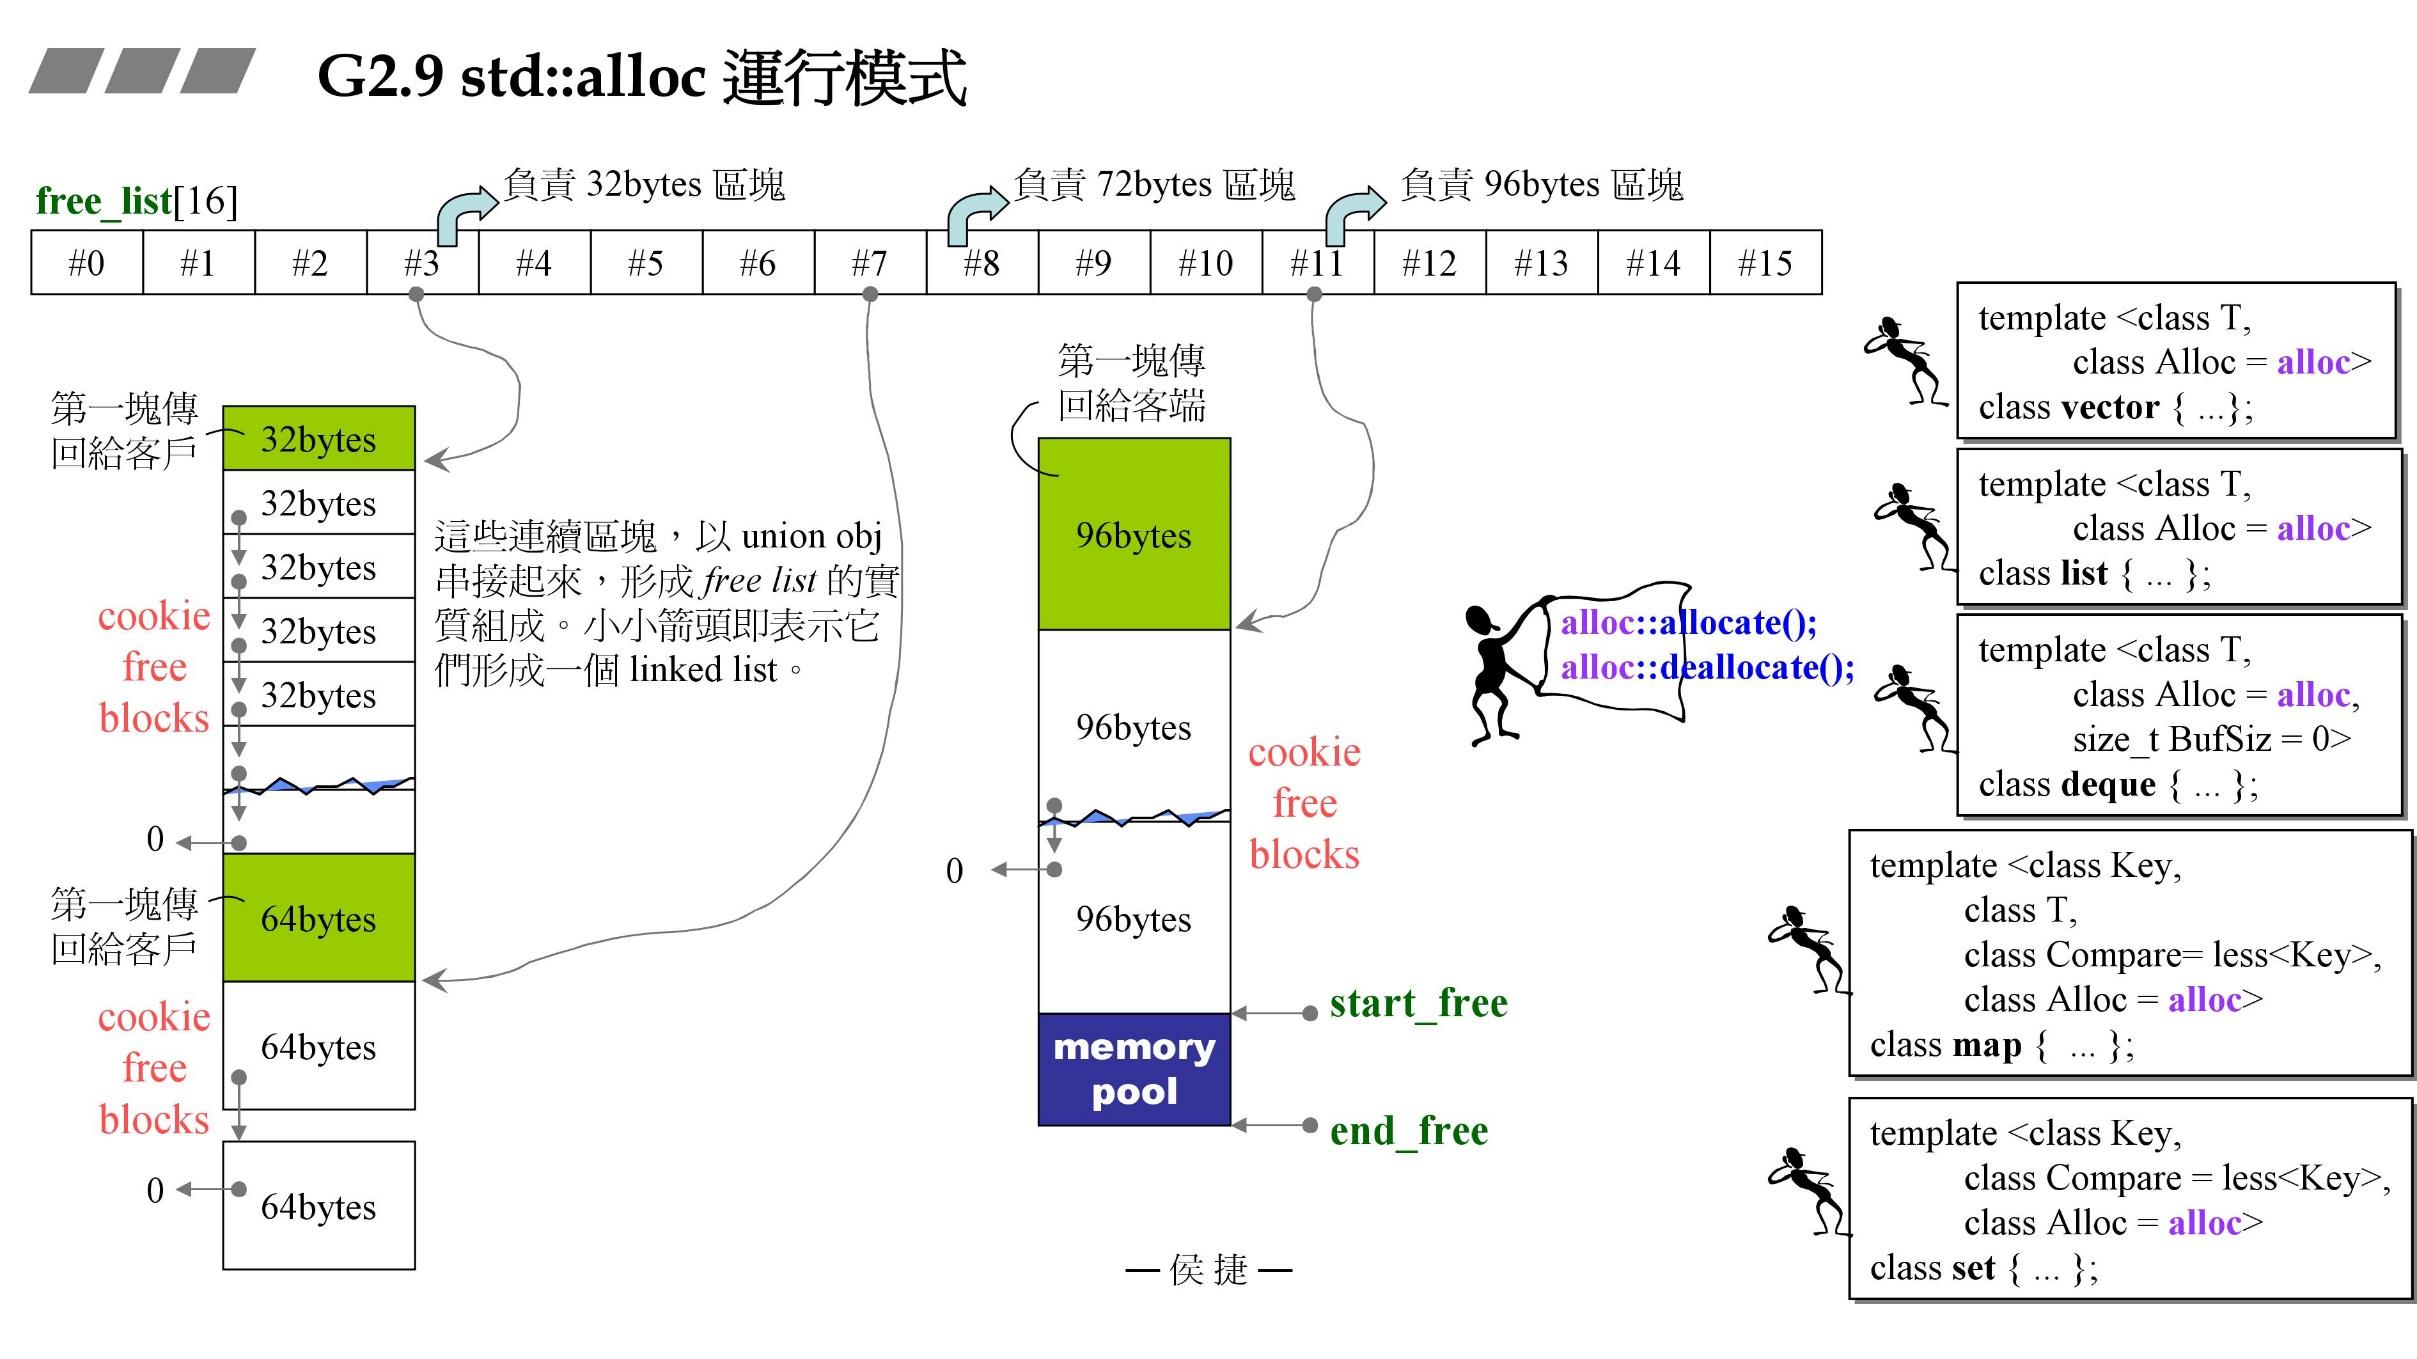 G2.9 std::alloc 運行模式
free_list[16]
負責 32bytes 區塊
負責 72bytes 區塊
負責 96bytes 區塊
#0 #1 #2 #3 #4 #5 #6 #7 #8 #9 #10 #11 #12 #13 #14 #15
第一塊傳
回給客戶
32bytes
32bytes
32bytes
32bytes
32bytes
cookie
free
blocks
0
這些連續區塊，以 union obj
串接起來，形成 free list 的實
質組成。小小箭頭即表示它
們形成一個 linked list。
第一塊傳
回給客戶
64bytes
64bytes
cookie
free
blocks
0
64bytes
第一塊傳
回給客端
96bytes
96bytes
cookie
free
blocks
0
96bytes
start_free
memory
pool
end_free
alloc::allocate();
alloc::deallocate();
template <class T,
class Alloc = alloc>
class vector { ...};
template <class T,
class Alloc = alloc>
class list { ... };
template <class T,
class Alloc = alloc,
size_t BufSiz = 0>
class deque { ... };
template <class Key,
class T,
class Compare= less<Key>,
class Alloc = alloc>
class map { ... };
template <class Key,
class Compare = less<Key>,
class Alloc = alloc>
class set { ... };
— 侯 捷 —